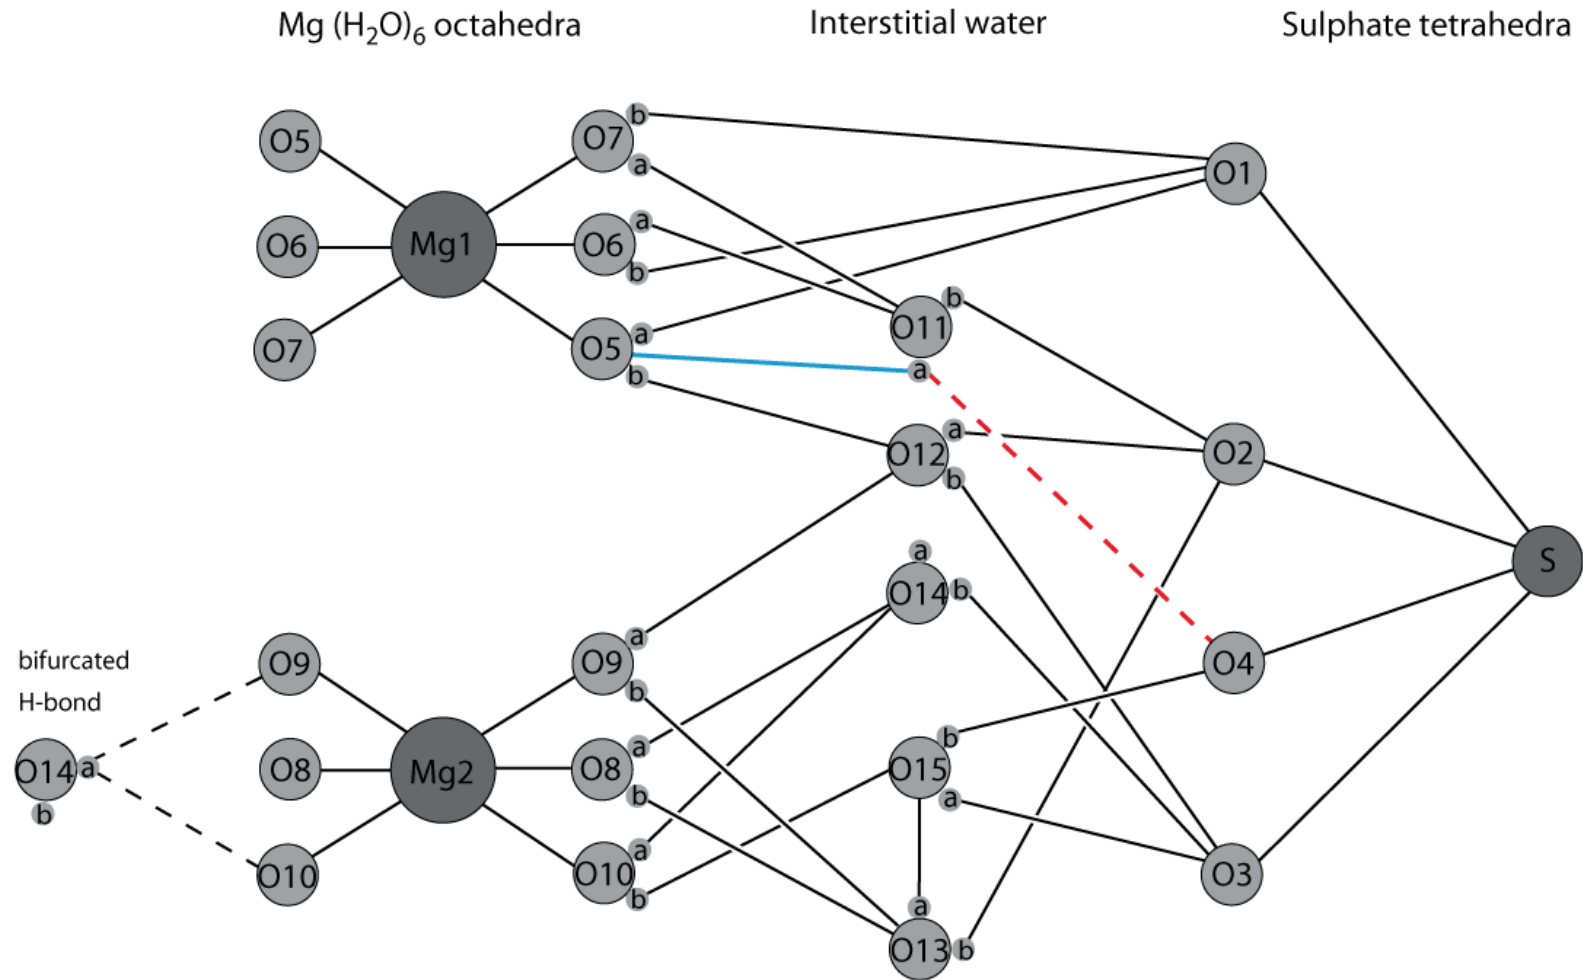 Mg (H₂O)₆ octahedra
Interstitial water
Sulphate tetrahedra
b
O5
O7
O1
a
a
O6
Mg1
O6
b
b
O11
a
O7
O5
a
b
a
O12
O2
b
a
S
O14
b
a
bifurcated
O9
O9
O4
H-bond
b
b
a
O14
a
O8
Mg2
O8
O15
b
a
b
a
O10
O10
O3
b
a
O13
b